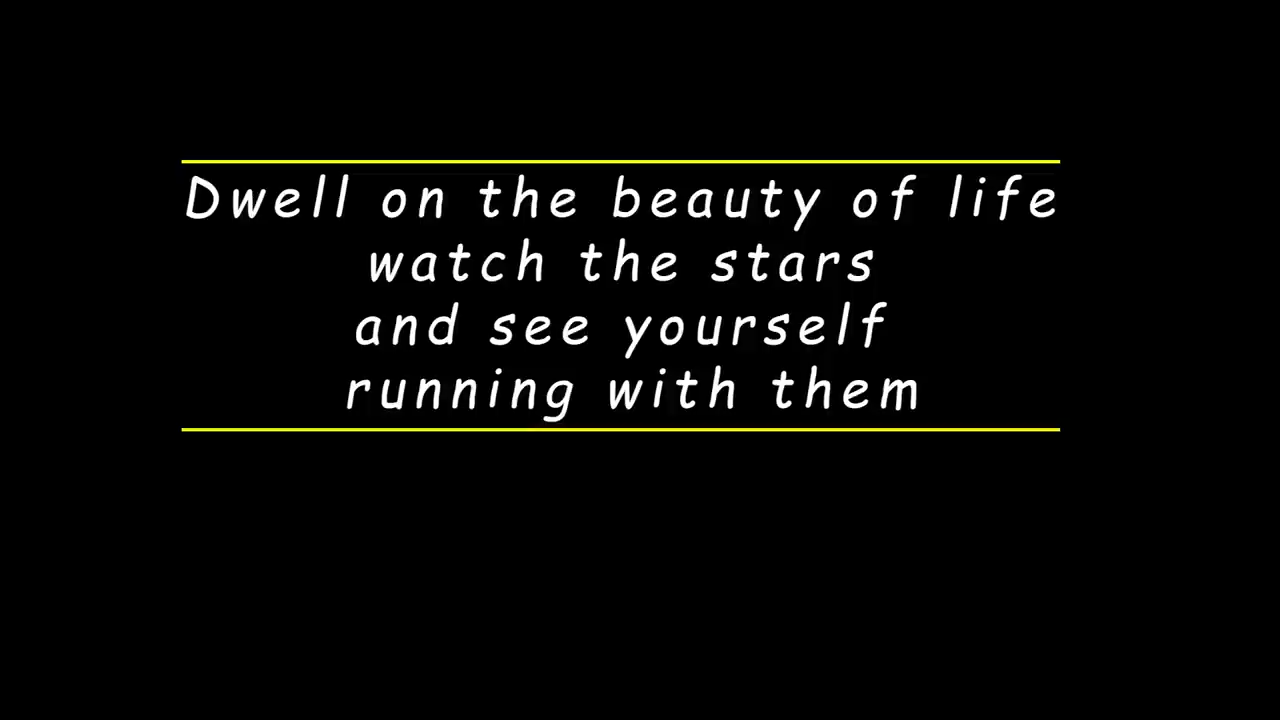 Dwell on the beauty of life
watch the stars
and see yourself
running with them